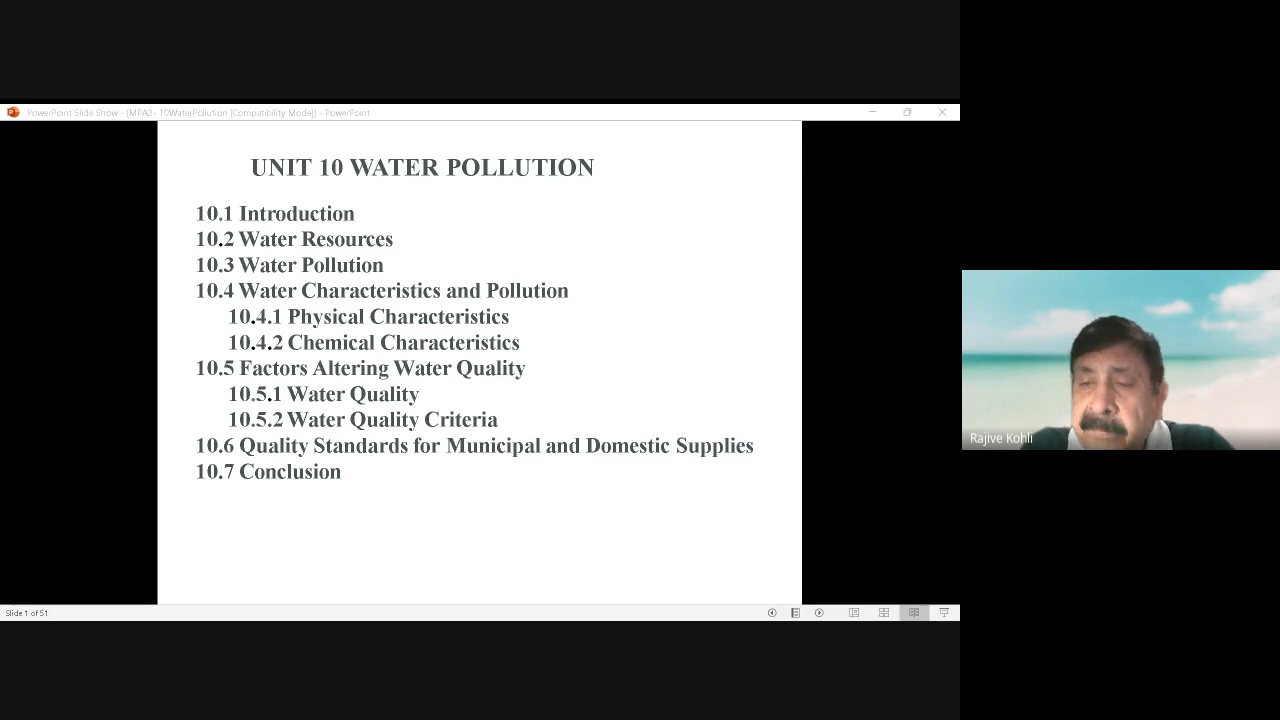 PowerPoint Slide Show - [MPA2- 10WaterPollution [Compatibility Mode]] - PowerPoint
UNIT 10 WATER POLLUTION
10.1 Introduction
10.2 Water Resources
10.3 Water Pollution
10.4 Water Characteristics and Pollution
10.4.1 Physical Characteristics
10.4.2 Chemical Characteristics
10.5 Factors Altering Water Quality
10.5.1 Water Quality
10.5.2 Water Quality Criteria
10.6 Quality Standards for Municipal and Domestic Supplies
10.7 Conclusion
Rajive Kohli
Slide 1 of 51